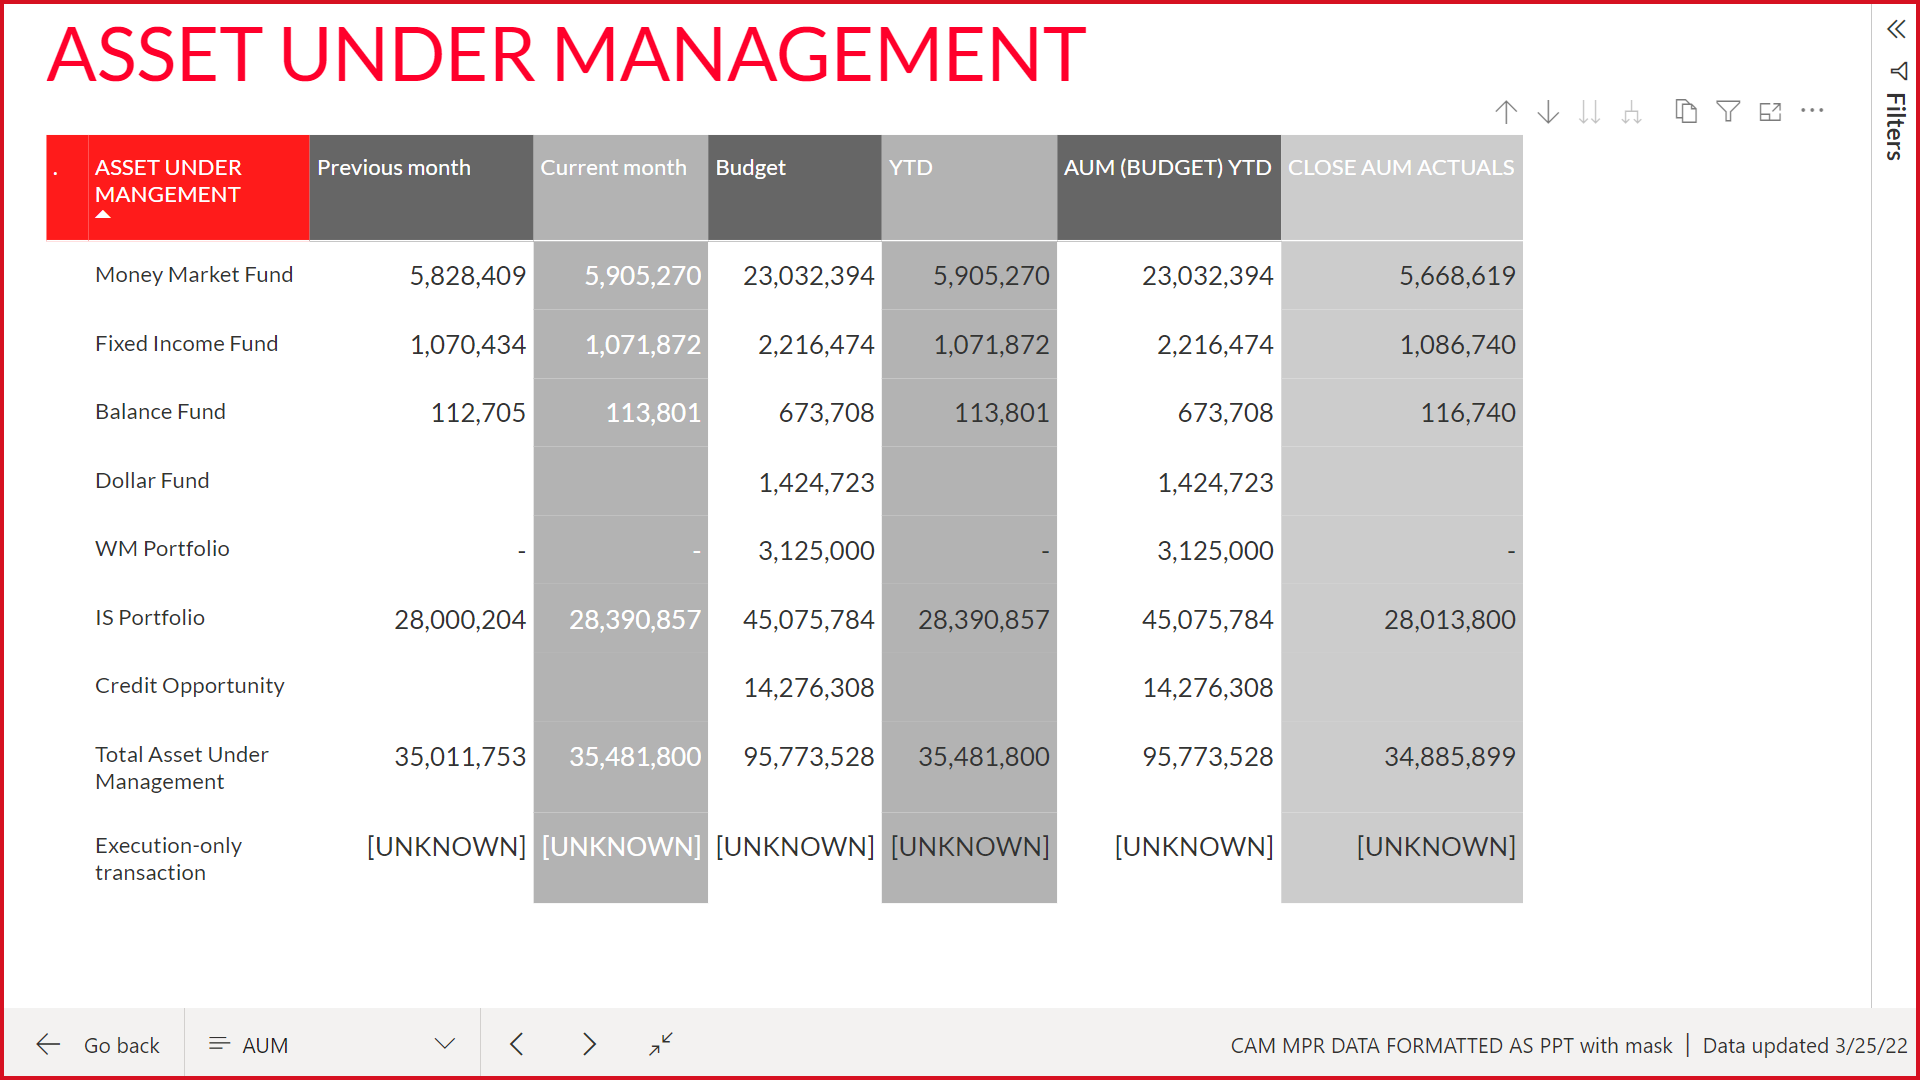 ASSET UNDER MANAGEMENT
Filters
. ASSET UNDER MANGEMENT Previous month Current month Budget YTD AUM (BUDGET) YTD CLOSE AUM ACTUALS
Money Market Fund 5,828,409 5,905,270 23,032,394 5,905,270 23,032,394 5,668,619
Fixed Income Fund 1,070,434 1,071,872 2,216,474 1,071,872 2,216,474 1,086,740
Balance Fund 112,705 113,801 673,708 113,801 673,708 116,740
Dollar Fund 1,424,723 1,424,723
WM Portfolio - - 3,125,000 - 3,125,000 -
IS Portfolio 28,000,204 28,390,857 45,075,784 28,390,857 45,075,784 28,013,800
Credit Opportunity 14,276,308 14,276,308
Total Asset Under Management 35,011,753 35,481,800 95,773,528 35,481,800 95,773,528 34,885,899
Execution-only transaction [UNKNOWN] [UNKNOWN] [UNKNOWN] [UNKNOWN] [UNKNOWN] [UNKNOWN]
Go back AUM CAM MPR DATA FORMATTED AS PPT with mask | Data updated 3/25/22